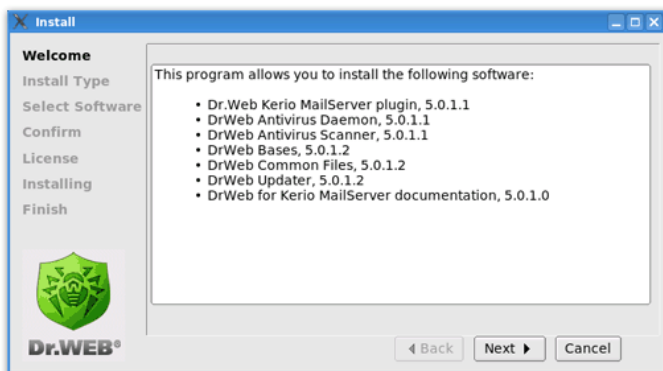 Install
Welcome
Install Type
Select Software
Confirm
License
Installing
Finish
This program allows you to install the following software:
• Dr.Web Kerio MailServer plugin, 5.0.1.1
• DrWeb Antivirus Daemon, 5.0.1.1
• DrWeb Antivirus Scanner, 5.0.1.1
• DrWeb Bases, 5.0.1.2
• DrWeb Common Files, 5.0.1.2
• DrWeb Updater, 5.0.1.2
• DrWeb for Kerio MailServer documentation, 5.0.1.0
Dr.WEB®
Back
Next
Cancel